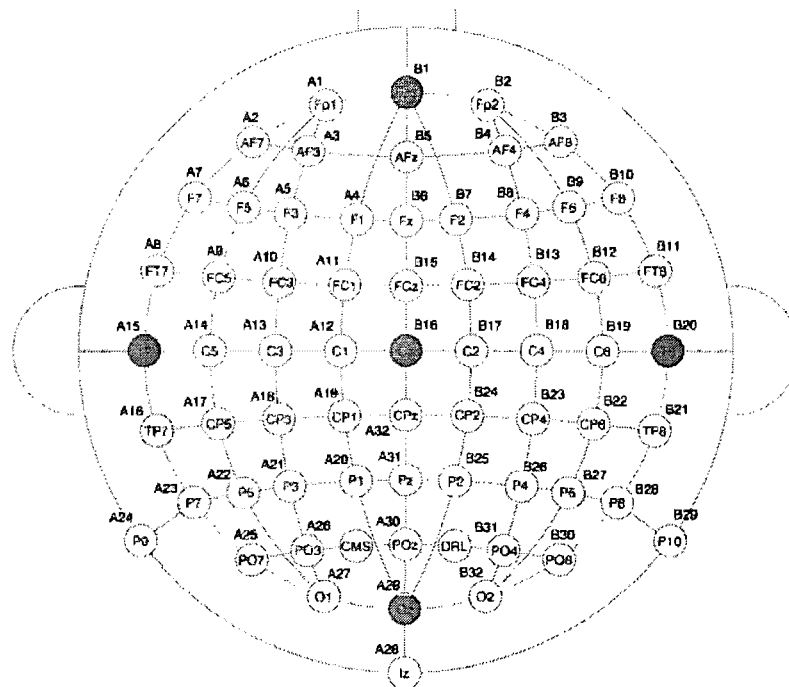 B1
A1 B2
Fp1 Fp2
A2 A3 B5 B4 B3
AF7 AF3 AFz AF4 AF8
A7 A6 A5 A4 B6 B7 B8 B9 B10
F7 F5 F3 F1 Fz F2 F4 F6 F8
A8 A9 A10 A11 B15 B14 B13 B12 B11
FT7 FC5 FC3 FC1 FCz FC2 FC4 FC6 FT8
A15 A14 A13 A12 B16 B17 B18 B19 B20
C5 C3 C1 C2 C4 C6
A16 A17 A18 A19 A32 B24 B23 B22 B21
TP7 CP5 CP3 CP1 CPz CP2 CP4 CP6 TP8
A23 A22 A21 A20 A31 B25 B26 B27 B28
P7 P5 P3 P1 Pz P2 P4 P6 P8
A24 A25 A26 A30 B31 B30 B29
P9 PO7 PO3 CMS POz DRL PO4 PO8 P10
A27 A29 B32
O1 O2
A28
Iz